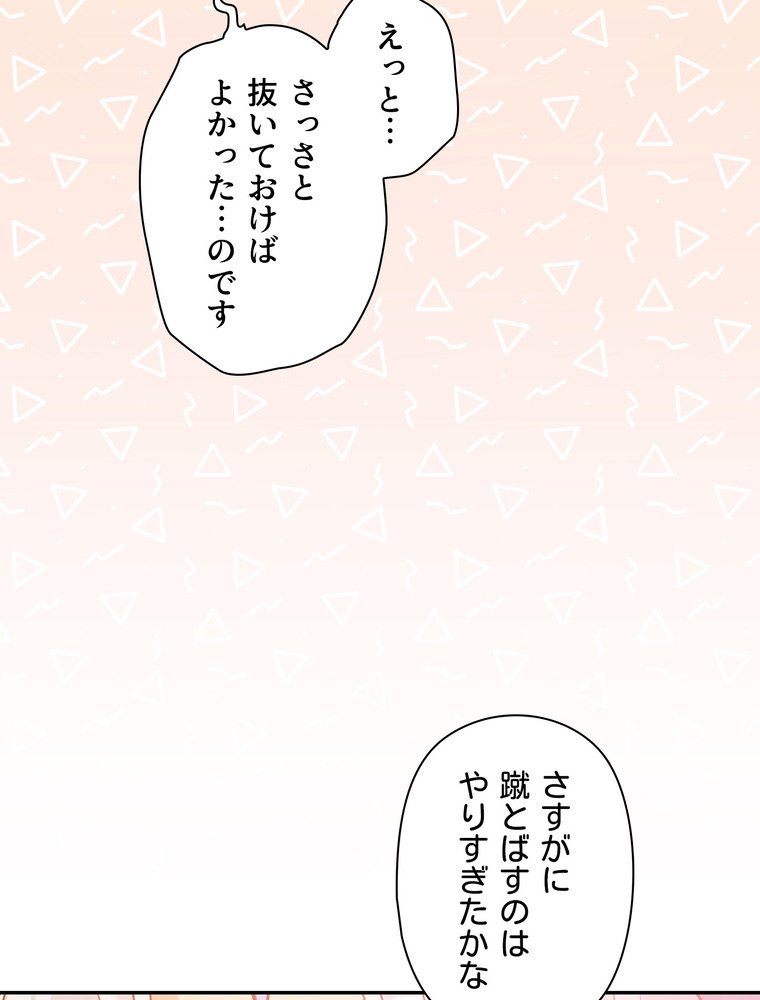 えっと…
さっさと
抜いておけば
よかった…のです
さすがに
蹴とばすのは
やりすぎたかな